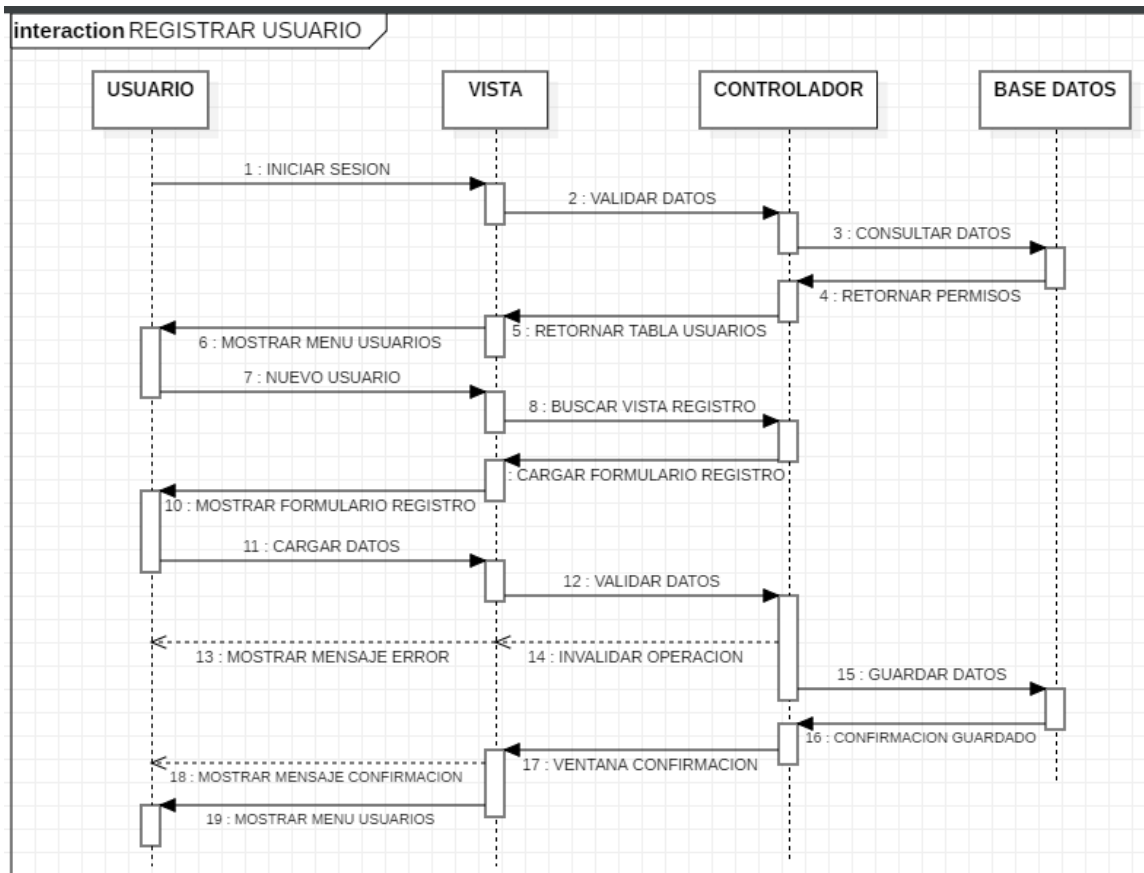 interaction REGISTRAR USUARIO
USUARIO
VISTA
CONTROLADOR
BASE DATOS
1 : INICIAR SESION
2 : VALIDAR DATOS
3 : CONSULTAR DATOS
4 : RETORNAR PERMISOS
5 : RETORNAR TABLA USUARIOS
6 : MOSTRAR MENU USUARIOS
7 : NUEVO USUARIO
8 : BUSCAR VISTA REGISTRO
: CARGAR FORMULARIO REGISTRO
10 : MOSTRAR FORMULARIO REGISTRO
11 : CARGAR DATOS
12 : VALIDAR DATOS
13 : MOSTRAR MENSAJE ERROR
14 : INVALIDAR OPERACION
15 : GUARDAR DATOS
16 : CONFIRMACION GUARDADO
17 : VENTANA CONFIRMACION
18 : MOSTRAR MENSAJE CONFIRMACION
19 : MOSTRAR MENU USUARIOS